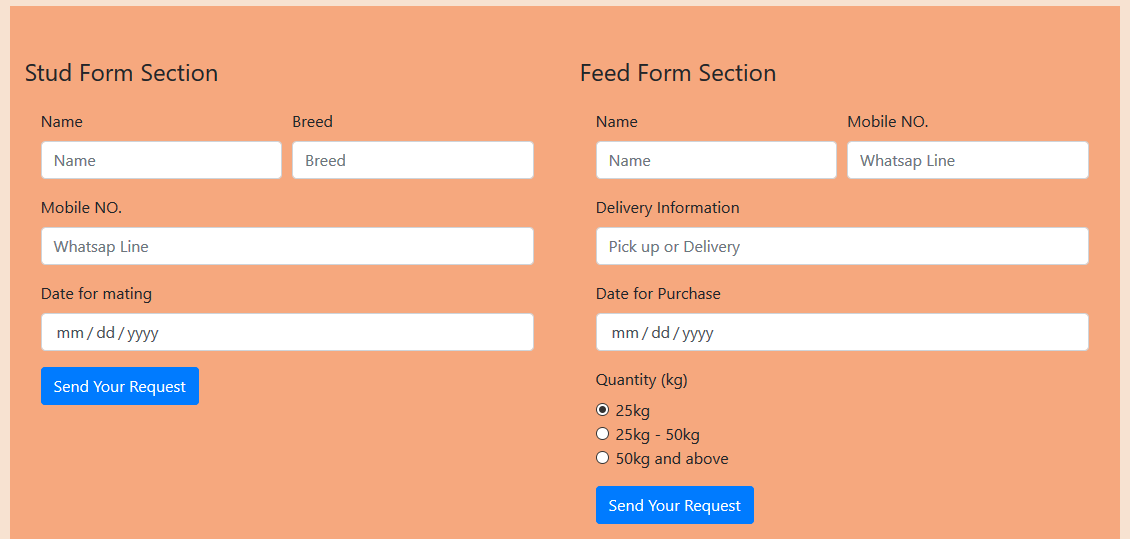 Stud Form Section
Name Breed
Name Breed
Mobile NO.
Whatsap Line
Date for mating
mm/dd/yyyy
Send Your Request
Feed Form Section
Name Mobile NO.
Name Whatsap Line
Delivery Information
Pick up or Delivery
Date for Purchase
mm/dd/yyyy
Quantity (kg)
25kg
25kg - 50kg
50kg and above
Send Your Request